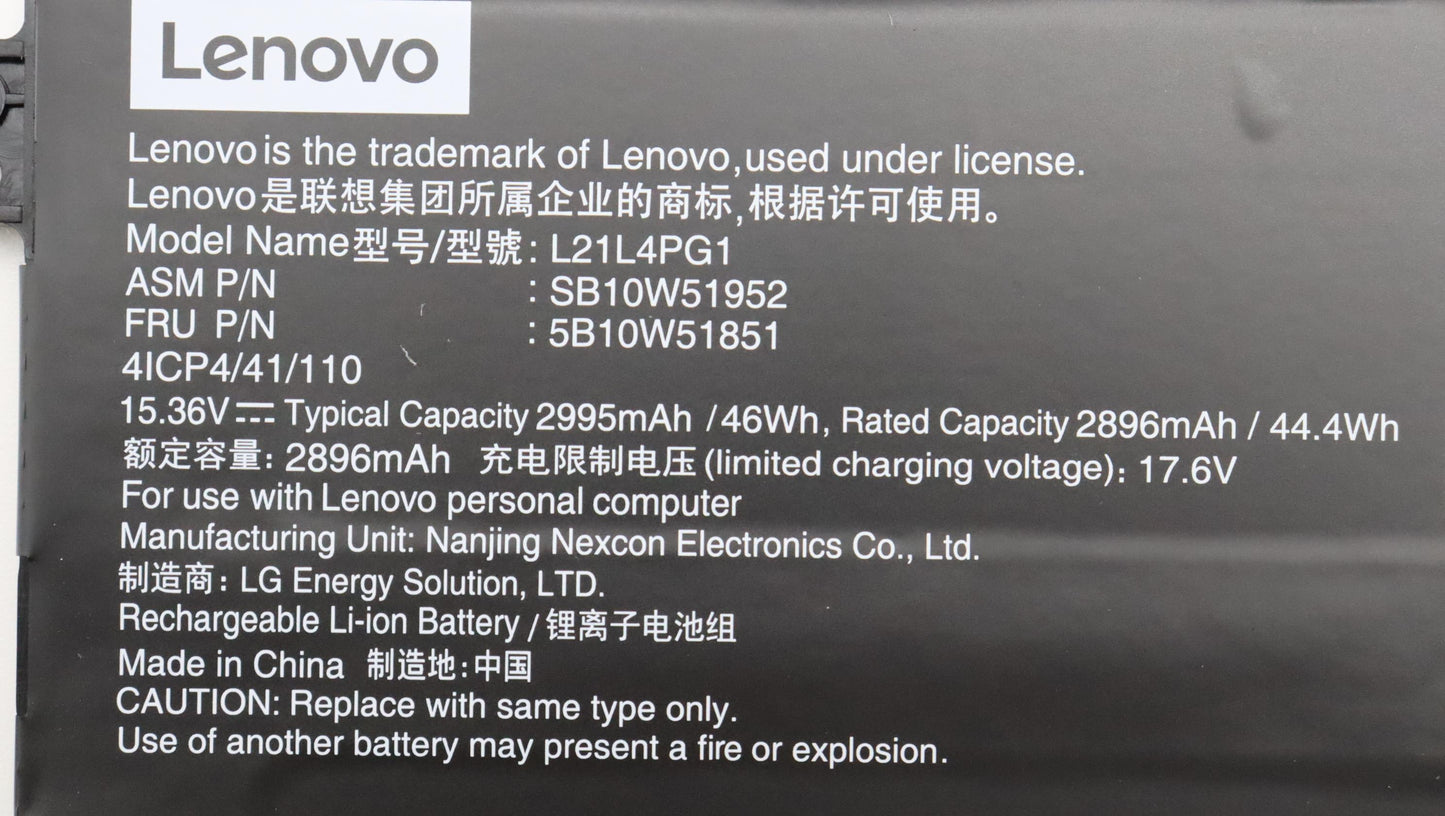 Lenovo
Lenovo is the trademark of Lenovo,used under license.
Lenovo是联想集团所属企业的商标,根据许可使用。
Model Name型号/型號: L21L4PG1
ASM P/N : SB10W51952
FRU P/N : 5B10W51851
4ICP4/41/110
15.36V⎓ Typical Capacity 2995mAh /46Wh, Rated Capacity 2896mAh / 44.4Wh
额定容量: 2896mAh 充电限制电压(limited charging voltage): 17.6V
For use with Lenovo personal computer
Manufacturing Unit: Nanjing Nexcon Electronics Co., Ltd.
制造商: LG Energy Solution, LTD.
Rechargeable Li-ion Battery / 锂离子电池组
Made in China 制造地:中国
CAUTION: Replace with same type only.
Use of another battery may present a fire or explosion.